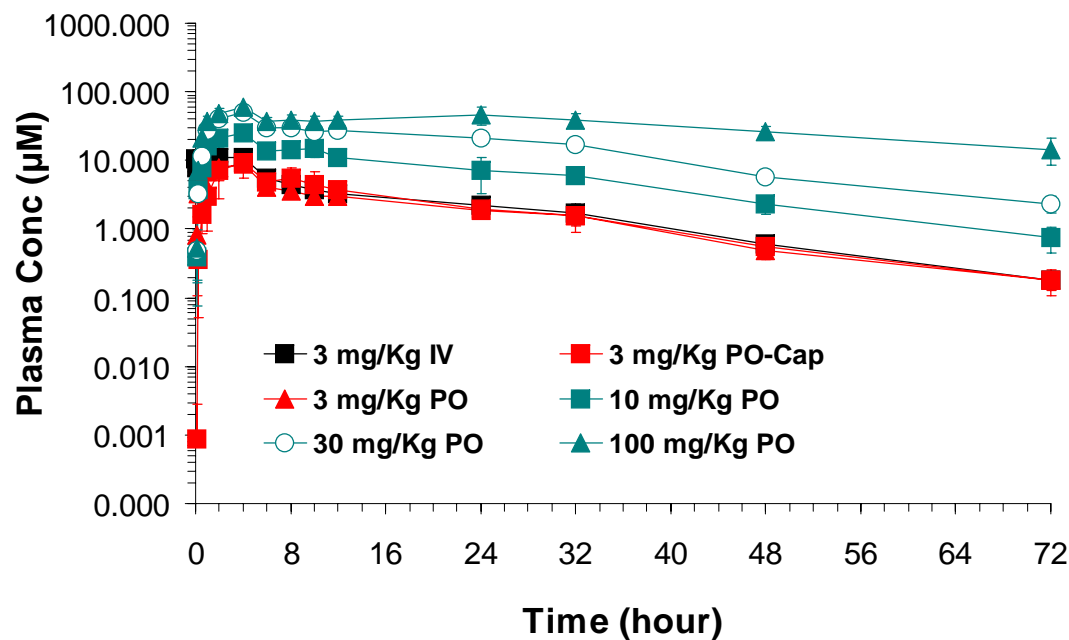 1000.000
100.000
10.000
1.000
0.100
0.010
0.001
0.000
Plasma Conc (µM)
3 mg/Kg IV
3 mg/Kg PO-Cap
3 mg/Kg PO
10 mg/Kg PO
30 mg/Kg PO
100 mg/Kg PO
0 8 16 24 32 40 48 56 64 72
Time (hour)